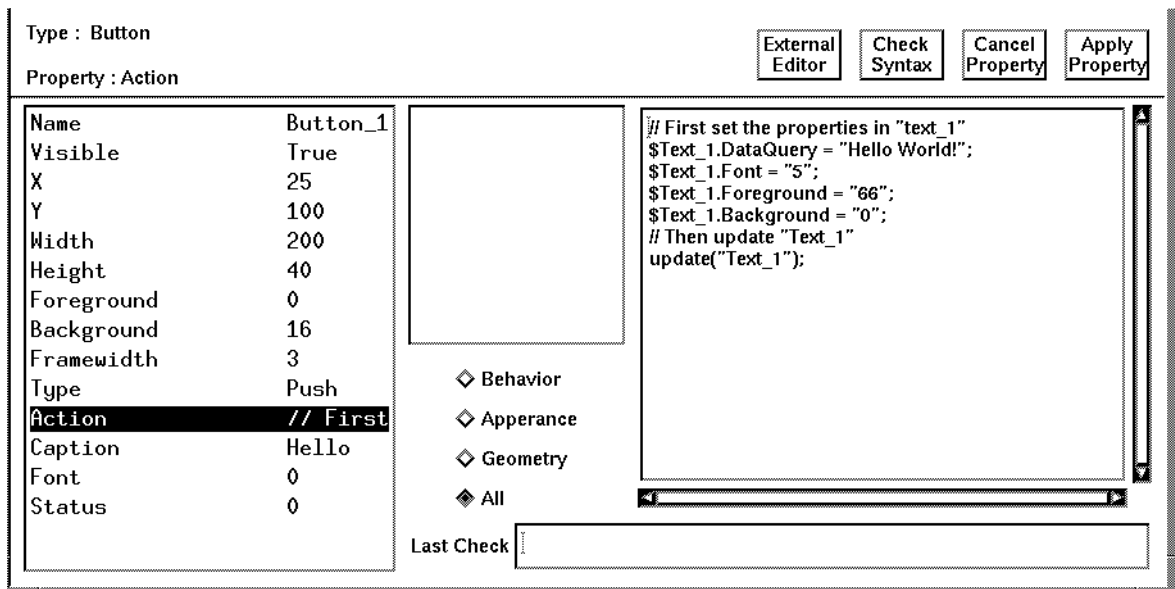 Type : Button
Property : Action
External Editor
Check Syntax
Cancel Property
Apply Property
Name Button_1
Visible True
X 25
Y 100
Width 200
Height 40
Foreground 0
Background 16
Framewidth 3
Type Push
Action // First
Caption Hello
Font 0
Status 0
Behavior
Apperance
Geometry
All
// First set the properties in "text_1"
$Text_1.DataQuery = "Hello World!";
$Text_1.Font = "5";
$Text_1.Foreground = "66";
$Text_1.Background = "0";
// Then update "Text_1"
update("Text_1");
Last Check